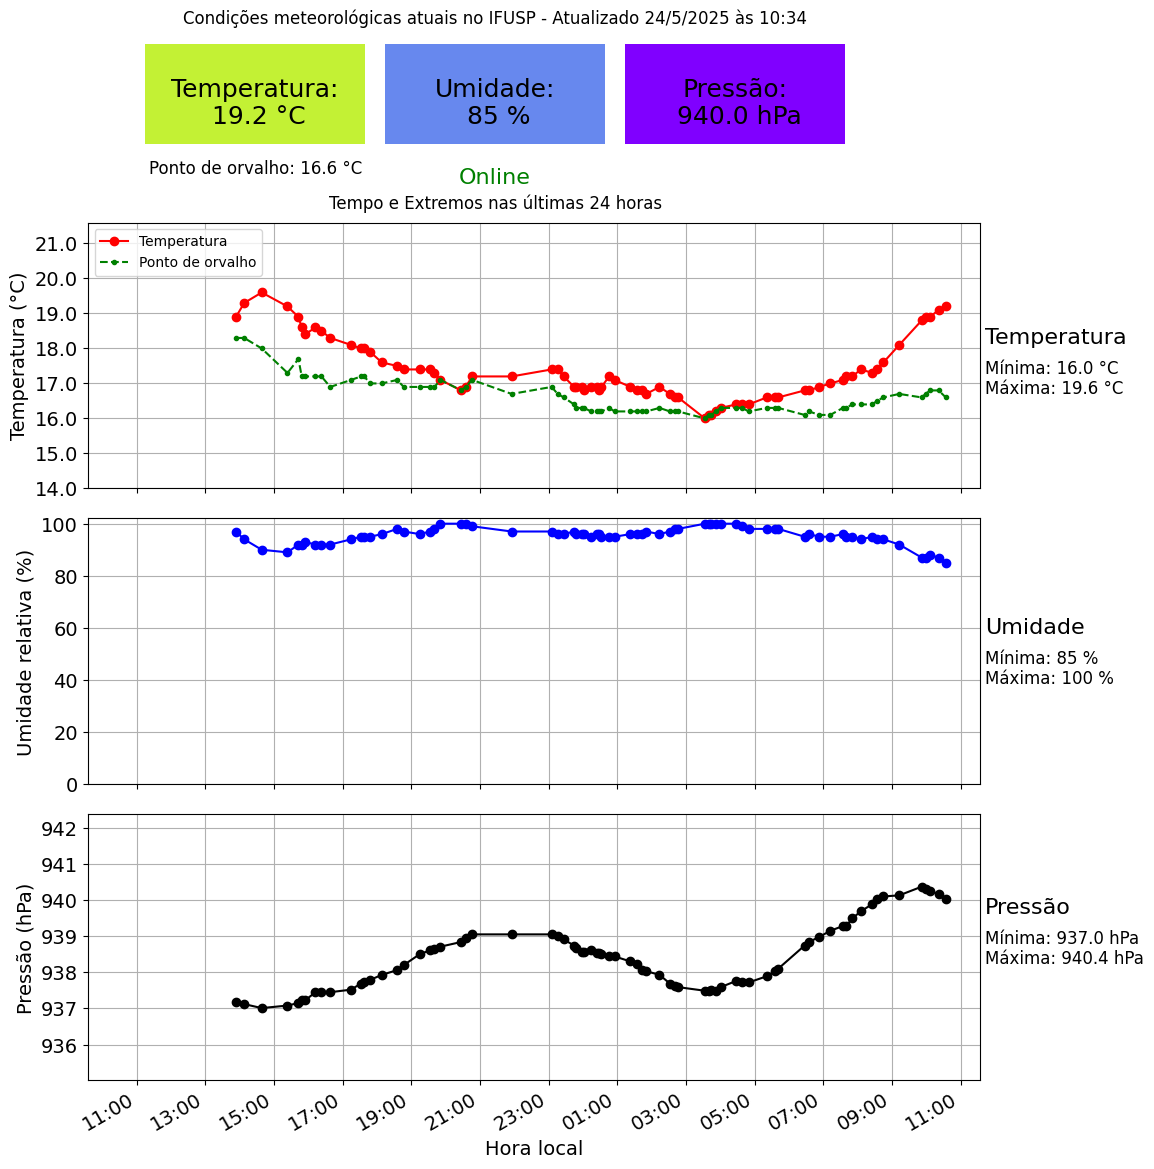 Condições meteorológicas atuais no IFUSP - Atualizado 24/5/2025 às 10:34
Temperatura:
19.2 °C
Umidade:
85 %
Pressão:
940.0 hPa
Ponto de orvalho: 16.6 °C
Online
Tempo e Extremos nas últimas 24 horas
Temperatura (°C)
21.0
20.0
19.0
18.0
17.0
16.0
15.0
14.0
Temperatura
Ponto de orvalho
Temperatura
Mínima: 16.0 °C
Máxima: 19.6 °C
Umidade relativa (%)
100
80
60
40
20
0
Umidade
Mínima: 85 %
Máxima: 100 %
Pressão (hPa)
942
941
940
939
938
937
936
Pressão
Mínima: 937.0 hPa
Máxima: 940.4 hPa
11:00
13:00
15:00
17:00
19:00
21:00
23:00
01:00
03:00
05:00
07:00
09:00
11:00
Hora local